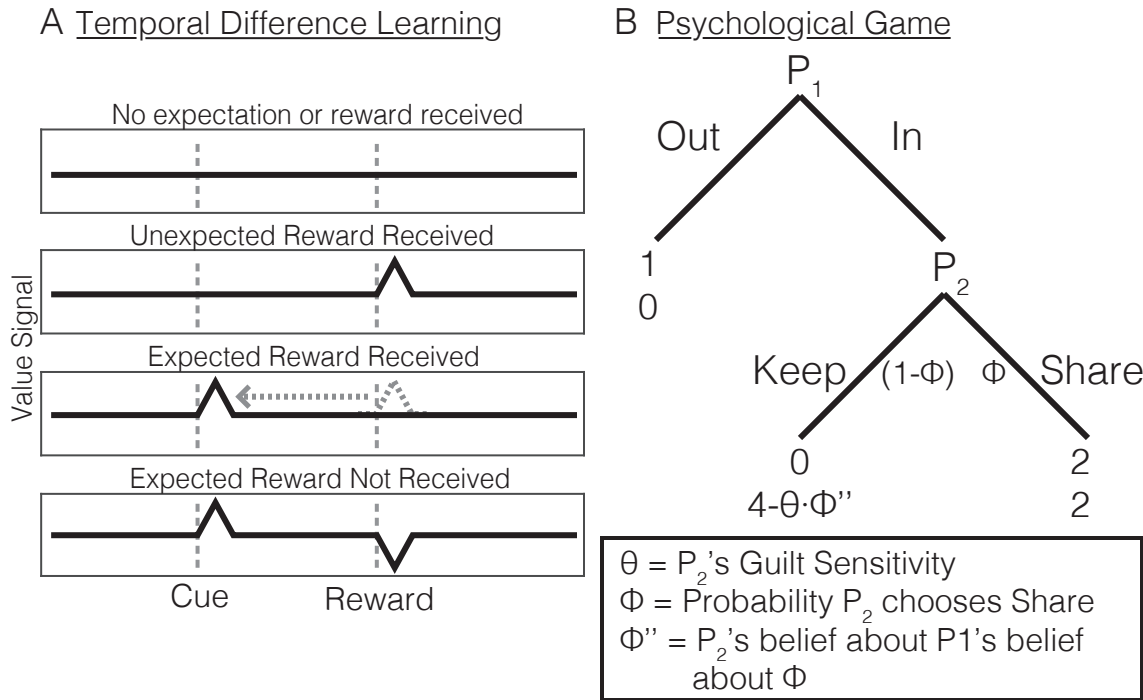 A Temporal Difference Learning
No expectation or reward received
Unexpected Reward Received
Expected Reward Received
Expected Reward Not Received
Value Signal
Cue
Reward
B Psychological Game
P₁
Out
In
1
0
P₂
Keep
(1-Φ)
Φ
Share
0
4-θ·Φ''
2
2
θ = P₂'s Guilt Sensitivity
Φ = Probability P₂ chooses Share
Φ'' = P₂'s belief about P1's belief
about Φ